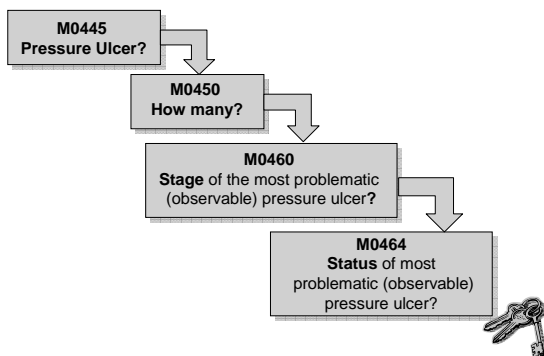 M0445
Pressure Ulcer?
M0450
How many?
M0460
Stage of the most problematic
(observable) pressure ulcer?
M0464
Status of most
problematic (observable)
pressure ulcer?